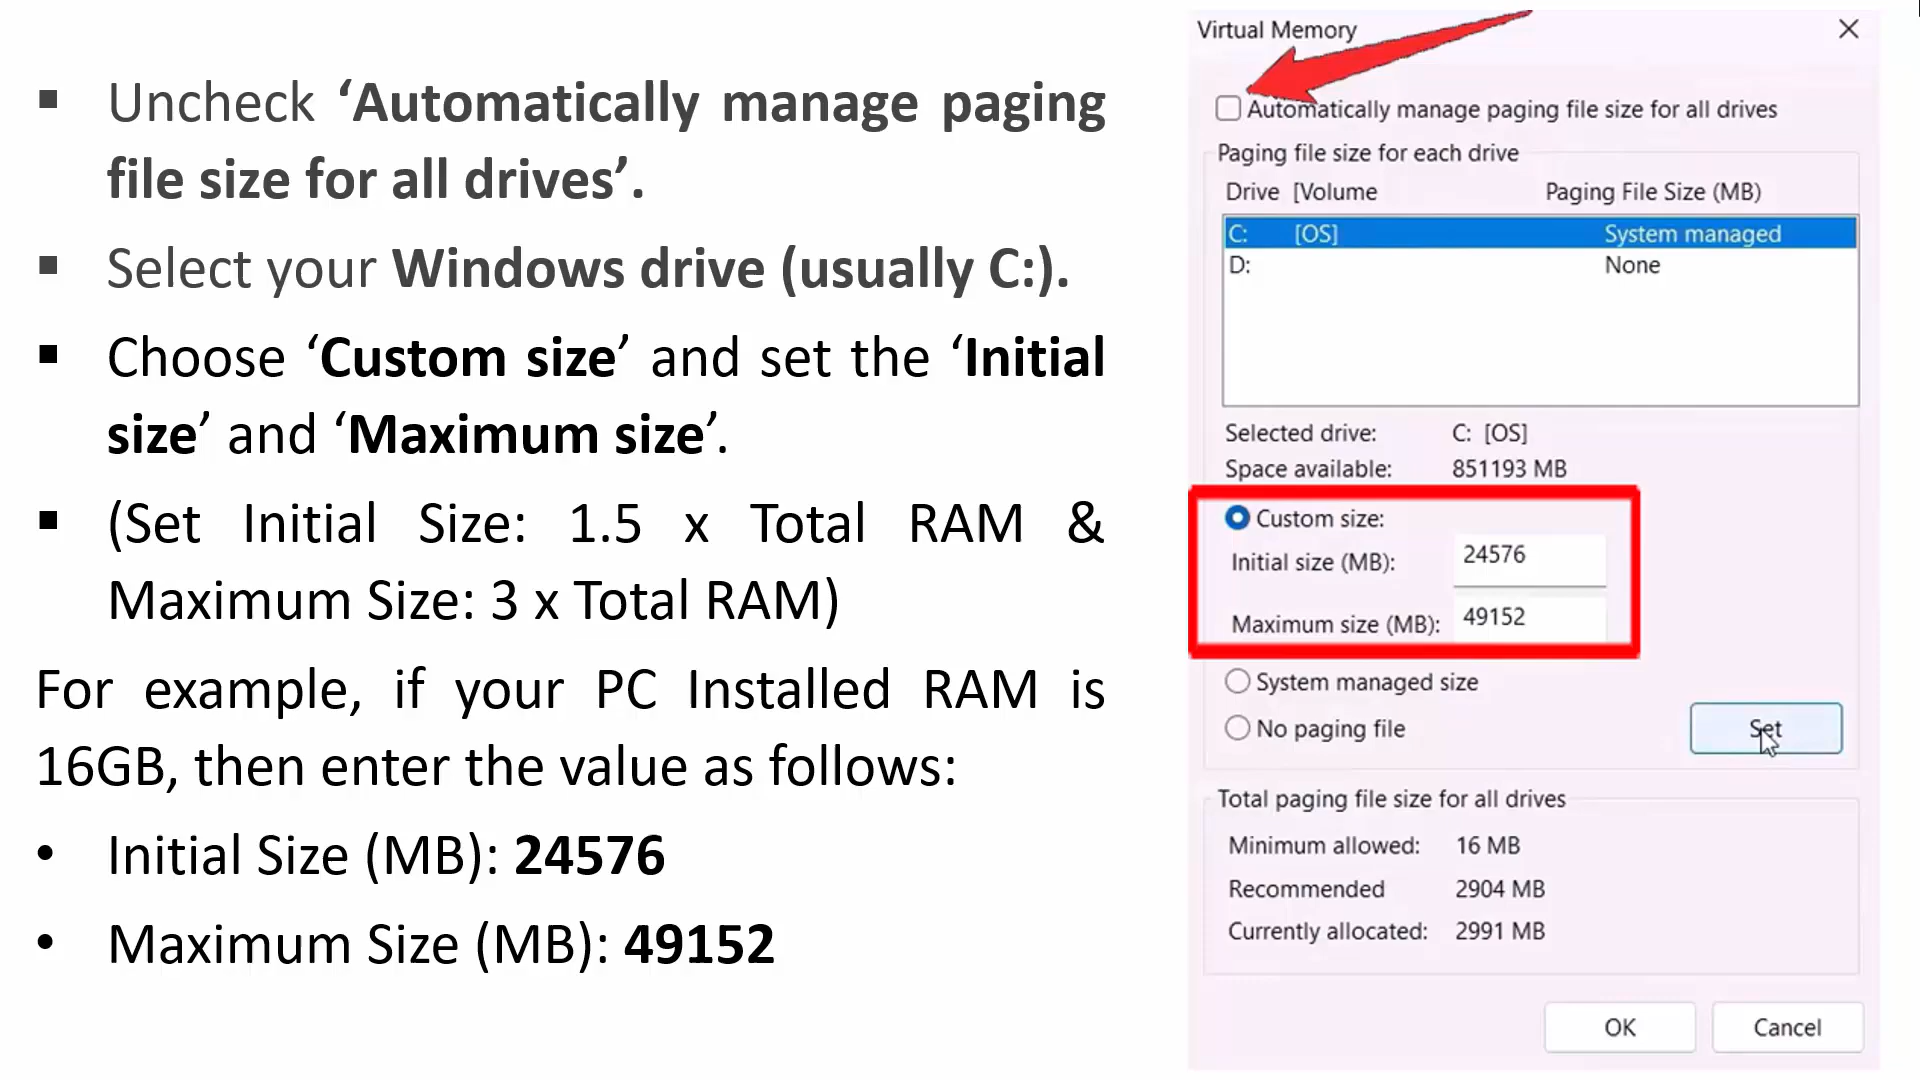 ▪ Uncheck ‘Automatically manage paging
file size for all drives’.
▪ Select your Windows drive (usually C:).
▪ Choose ‘Custom size’ and set the ‘Initial
size’ and ‘Maximum size’.
▪ (Set Initial Size: 1.5 x Total RAM &
Maximum Size: 3 x Total RAM)
For example, if your PC Installed RAM is
16GB, then enter the value as follows:
• Initial Size (MB): 24576
• Maximum Size (MB): 49152
Virtual Memory
Automatically manage paging file size for all drives
Paging file size for each drive
Drive [Volume Paging File Size (MB)
C: [OS] System managed
D: None
Selected drive: C: [OS]
Space available: 851193 MB
Custom size:
Initial size (MB): 24576
Maximum size (MB): 49152
System managed size
No paging file
Set
Total paging file size for all drives
Minimum allowed: 16 MB
Recommended 2904 MB
Currently allocated: 2991 MB
OK Cancel